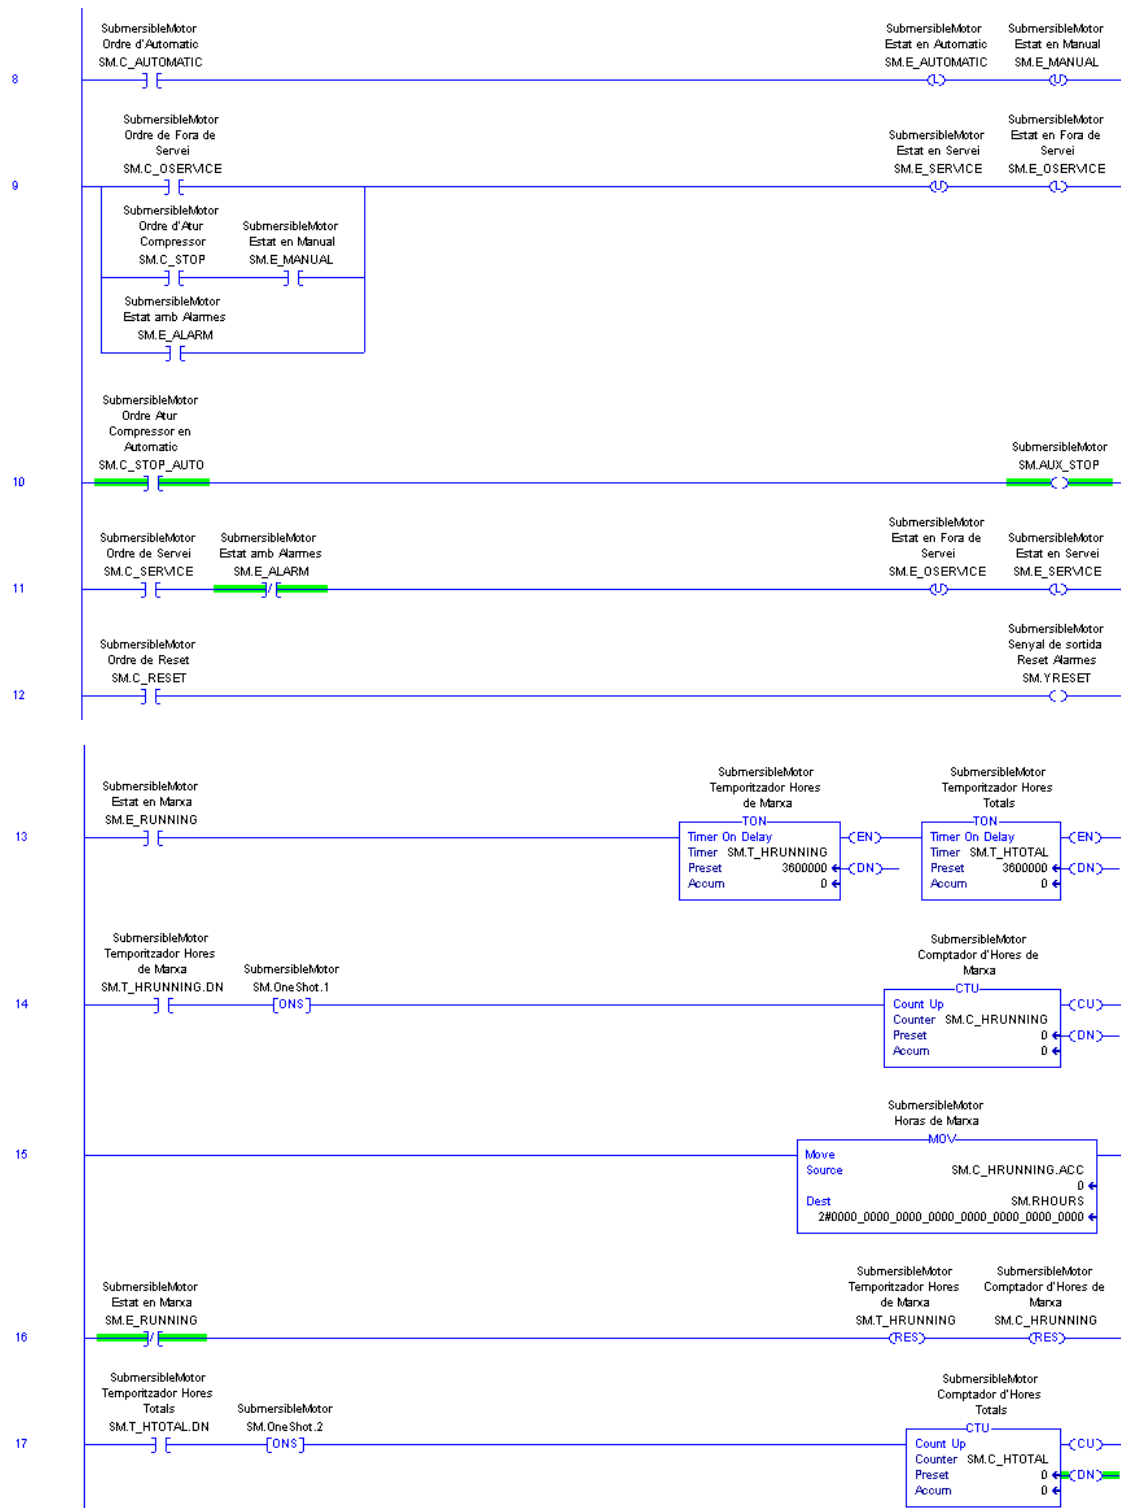 SubmersibleMotor
Ordre d'Automatic
SM.C_AUTOMATIC
SubmersibleMotor
Estat en Automatic
SM.E_AUTOMATIC
SubmersibleMotor
Estat en Manual
SM.E_MANUAL
8
L
U
SubmersibleMotor
Ordre de Fora de
Servei
SM.C_OSERVICE
SubmersibleMotor
Estat en Servei
SM.E_SERVICE
SubmersibleMotor
Estat en Fora de
Servei
SM.E_OSERVICE
9
U
L
SubmersibleMotor
Ordre d'Atur
Compressor
SM.C_STOP
SubmersibleMotor
Estat en Manual
SM.E_MANUAL
SubmersibleMotor
Estat amb Alarmes
SM.E_ALARM
SubmersibleMotor
Ordre Atur
Compressor en
Automatic
SM.C_STOP_AUTO
SubmersibleMotor
SM.AUX_STOP
10
SubmersibleMotor
Ordre de Servei
SM.C_SERVICE
SubmersibleMotor
Estat amb Alarmes
SM.E_ALARM
SubmersibleMotor
Estat en Fora de
Servei
SM.E_OSERVICE
SubmersibleMotor
Estat en Servei
SM.E_SERVICE
11
U
L
SubmersibleMotor
Ordre de Reset
SM.C_RESET
SubmersibleMotor
Senyal de sortida
Reset Alarmes
SM.YRESET
12
SubmersibleMotor
Estat en Marxa
SM.E_RUNNING
SubmersibleMotor
Temporitzador Hores
de Marxa
TON
Timer On Delay
Timer SM.T_HRUNNING
Preset 3600000
Accum 0
EN
DN
SubmersibleMotor
Temporitzador Hores
Totals
TON
Timer On Delay
Timer SM.T_HTOTAL
Preset 3600000
Accum 0
EN
DN
13
SubmersibleMotor
Temporitzador Hores
de Marxa
SM.T_HRUNNING.DN
SubmersibleMotor
SM.OneShot.1
ONS
SubmersibleMotor
Comptador d'Hores de
Marxa
CTU
Count Up
Counter SM.C_HRUNNING
Preset 0
Accum 0
CU
DN
14
SubmersibleMotor
Horas de Marxa
MOV
Move
Source SM.C_HRUNNING.ACC
0
Dest SM.RHOURS
2#0000_0000_0000_0000_0000_0000_0000_0000
15
SubmersibleMotor
Estat en Marxa
SM.E_RUNNING
SubmersibleMotor
Temporitzador Hores
de Marxa
SM.T_HRUNNING
RES
SubmersibleMotor
Comptador d'Hores de
Marxa
SM.C_HRUNNING
RES
16
SubmersibleMotor
Temporitzador Hores
Totals
SM.T_HTOTAL.DN
SubmersibleMotor
SM.OneShot.2
ONS
SubmersibleMotor
Comptador d'Hores
Totals
CTU
Count Up
Counter SM.C_HTOTAL
Preset 0
Accum 0
CU
DN
17